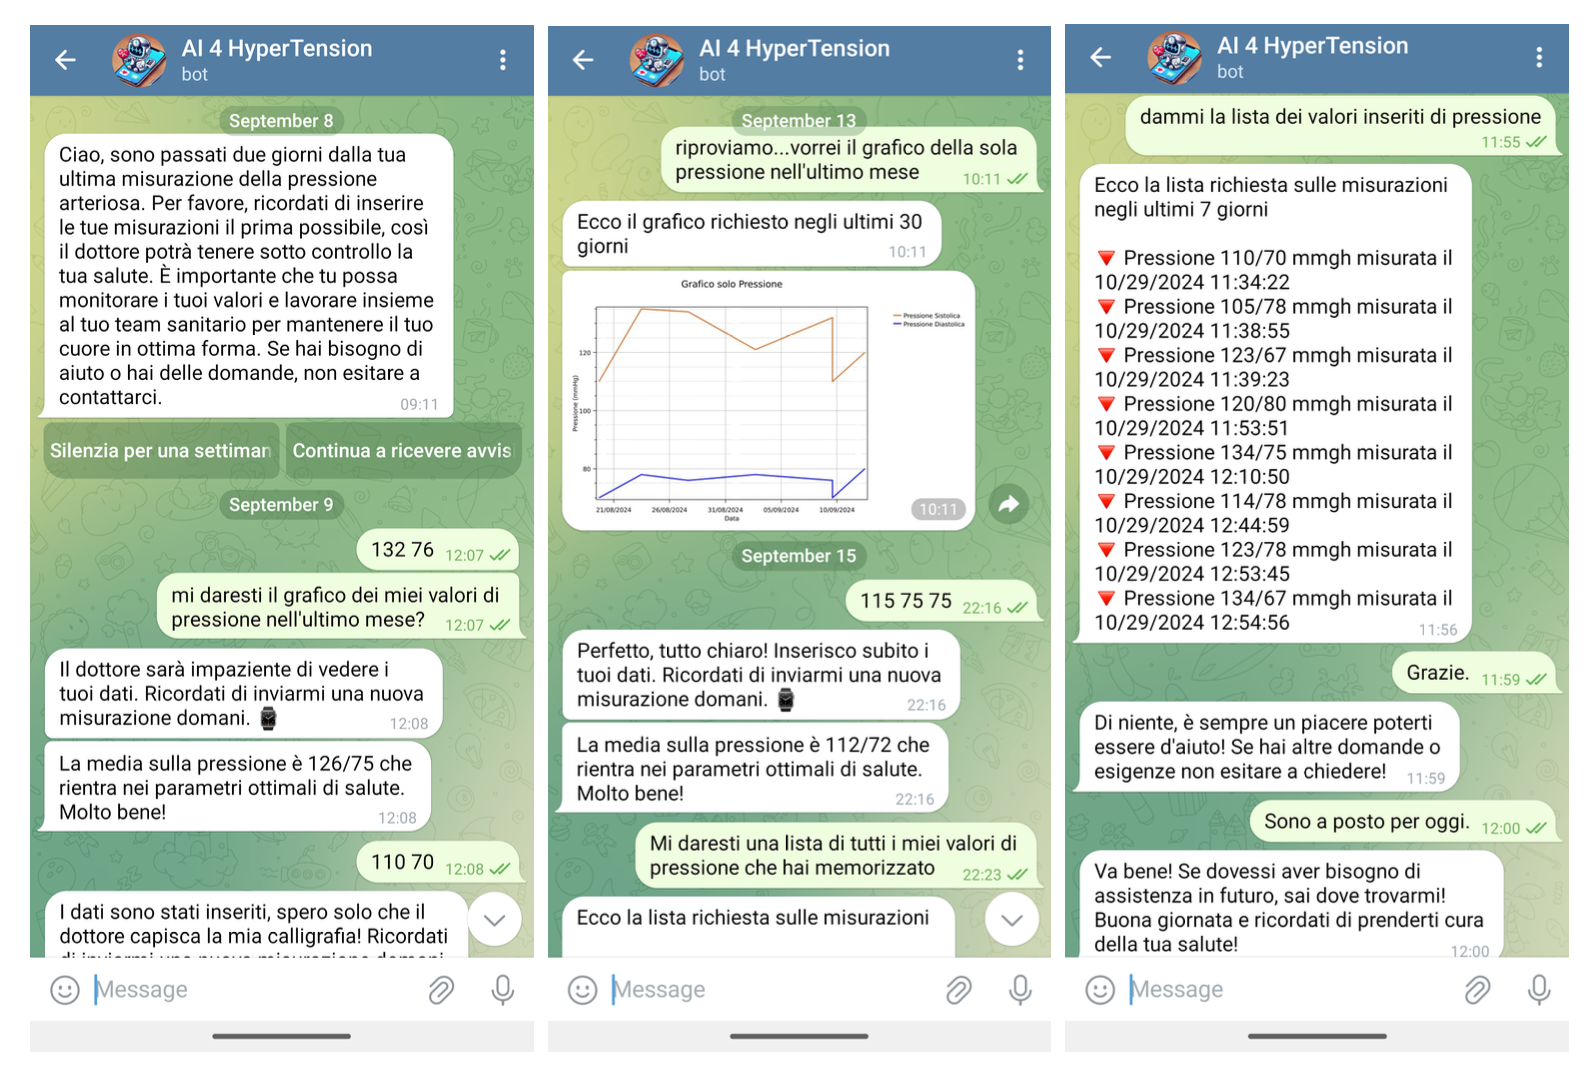 AI 4 HyperTension
bot
September 8
Ciao, sono passati due giorni dalla tua
ultima misurazione della pressione
arteriosa. Per favore, ricordati di inserire
le tue misurazioni il prima possibile, così
il dottore potrà tenere sotto controllo la
tua salute. È importante che tu possa
monitorare i tuoi valori e lavorare insieme
al tuo team sanitario per mantenere il tuo
cuore in ottima forma. Se hai bisogno di
aiuto o hai delle domande, non esitare a
contattarci.
09:11
Silenzia per una settiman
Continua a ricevere avvis
September 9
132 76 12:07
mi daresti il grafico dei miei valori di
pressione nell'ultimo mese? 12:07
Il dottore sarà impaziente di vedere i
tuoi dati. Ricordati di inviarmi una nuova
misurazione domani. 12:08
La media sulla pressione è 126/75 che
rientra nei parametri ottimali di salute.
Molto bene! 12:08
110 70 12:08
I dati sono stati inseriti, spero solo che il
dottore capisca la mia calligrafia! Ricordati
di inviarmi una nuova misurazione domani
Message
AI 4 HyperTension
bot
September 13
riproviamo...vorrei il grafico della sola
pressione nell'ultimo mese 10:11
Ecco il grafico richiesto negli ultimi 30
giorni 10:11
Grafico solo Pressione
Pressione Sistolica
Pressione Diastolica
Pressione (mmHg)
120
100
80
21/08/2024 26/08/2024 31/08/2024 05/09/2024 10/09/2024
Data
10:11
September 15
115 75 75 22:16
Perfetto, tutto chiaro! Inserisco subito i
tuoi dati. Ricordati di inviarmi una nuova
misurazione domani. 22:16
La media sulla pressione è 112/72 che
rientra nei parametri ottimali di salute.
Molto bene! 22:16
Mi daresti una lista di tutti i miei valori di
pressione che hai memorizzato 22:23
Ecco la lista richiesta sulle misurazioni
Message
AI 4 HyperTension
bot
dammi la lista dei valori inseriti di pressione
11:55
Ecco la lista richiesta sulle misurazioni
negli ultimi 7 giorni
Pressione 110/70 mmgh misurata il
10/29/2024 11:34:22
Pressione 105/78 mmgh misurata il
10/29/2024 11:38:55
Pressione 123/67 mmgh misurata il
10/29/2024 11:39:23
Pressione 120/80 mmgh misurata il
10/29/2024 11:53:51
Pressione 134/75 mmgh misurata il
10/29/2024 12:10:50
Pressione 114/78 mmgh misurata il
10/29/2024 12:44:59
Pressione 123/78 mmgh misurata il
10/29/2024 12:53:45
Pressione 134/67 mmgh misurata il
10/29/2024 12:54:56
11:56
Grazie. 11:59
Di niente, è sempre un piacere poterti
essere d'aiuto! Se hai altre domande o
esigenze non esitare a chiedere! 11:59
Sono a posto per oggi. 12:00
Va bene! Se dovessi aver bisogno di
assistenza in futuro, sai dove trovarmi!
Buona giornata e ricordati di prenderti cura
della tua salute! 12:00
Message